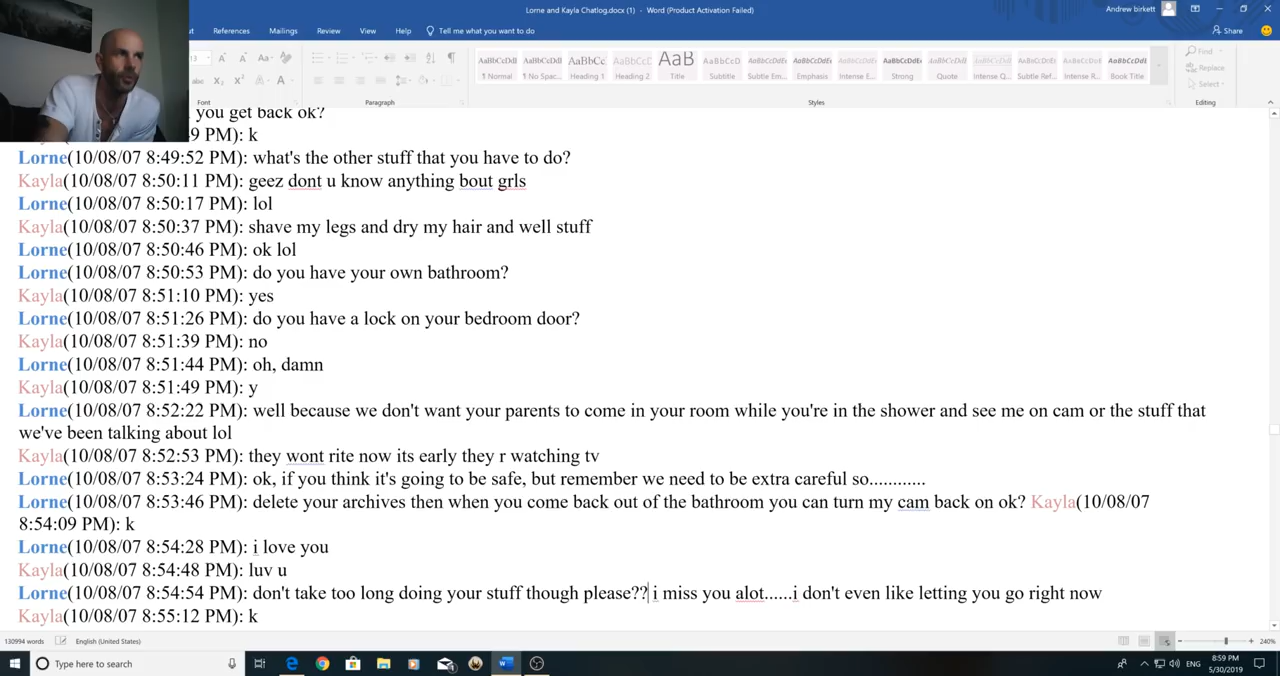 Lorne and Kayla Chatlog.docx (1) - Word (Product Activation Failed)
Andrew birkett
References Mailings Review View Help Tell me what you want to do Share
AaBbCcDdE AaBbCcDdE AaBbCc AaBbCcD AaB AaBbCcD AaBbCcDdE AaBbCcDdE AaBbCcDdE AaBbCcDdE AaBbCcDdE AaBbCcDdE AaBbCcDdE AaBbCcDdE
¶ Normal ¶ No Spac... Heading 1 Heading 2 Title Subtitle Subtle Em... Emphasis Intense E... Strong Quote Intense Q... Subtle Ref... Intense R... Book Title
Find
Replace
Select
Font Paragraph Styles Editing
you get back ok?
9 PM): k
Lorne(10/08/07 8:49:52 PM): what's the other stuff that you have to do?
Kayla(10/08/07 8:50:11 PM): geez dont u know anything bout grls
Lorne(10/08/07 8:50:17 PM): lol
Kayla(10/08/07 8:50:37 PM): shave my legs and dry my hair and well stuff
Lorne(10/08/07 8:50:46 PM): ok lol
Lorne(10/08/07 8:50:53 PM): do you have your own bathroom?
Kayla(10/08/07 8:51:10 PM): yes
Lorne(10/08/07 8:51:26 PM): do you have a lock on your bedroom door?
Kayla(10/08/07 8:51:39 PM): no
Lorne(10/08/07 8:51:44 PM): oh, damn
Kayla(10/08/07 8:51:49 PM): y
Lorne(10/08/07 8:52:22 PM): well because we don't want your parents to come in your room while you're in the shower and see me on cam or the stuff that
we've been talking about lol
Kayla(10/08/07 8:52:53 PM): they wont rite now its early they r watching tv
Lorne(10/08/07 8:53:24 PM): ok, if you think it's going to be safe, but remember we need to be extra careful so............
Lorne(10/08/07 8:53:46 PM): delete your archives then when you come back out of the bathroom you can turn my cam back on ok? Kayla(10/08/07
8:54:09 PM): k
Lorne(10/08/07 8:54:28 PM): i love you
Kayla(10/08/07 8:54:48 PM): luv u
Lorne(10/08/07 8:54:54 PM): don't take too long doing your stuff though please?? i miss you alot......i don't even like letting you go right now
Kayla(10/08/07 8:55:12 PM): k
130994 words English (United States) 240%
Type here to search
ENG
8:59 PM
5/30/2019